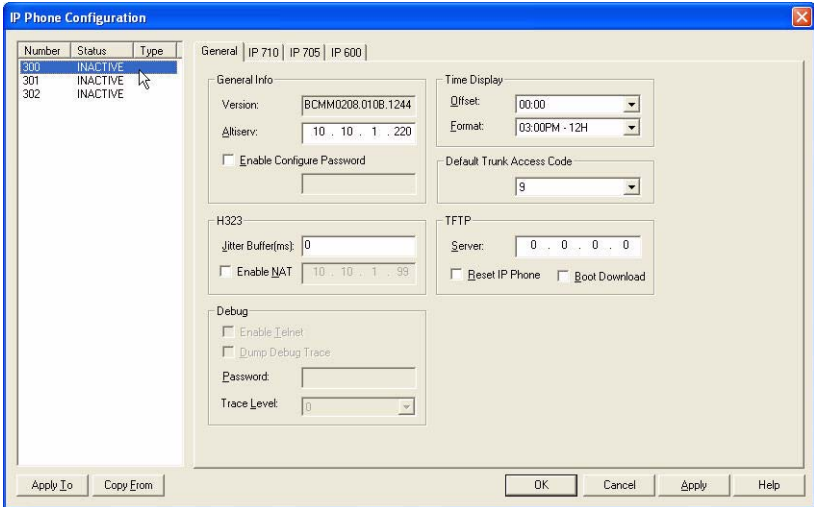 IP Phone Configuration
Number Status Type
300 INACTIVE
301 INACTIVE
302 INACTIVE
General IP 710 IP 705 IP 600
General Info
Version: BCMM0208.010B.1244
Altiserv: 10 . 10 . 1 . 220
Enable Configure Password
H323
Jitter Buffer(ms): 0
Enable NAT 10 . 10 . 1 . 99
Debug
Enable Telnet
Dump Debug Trace
Password:
Trace Level: 0
Time Display
Offset: 00:00
Format: 03:00PM - 12H
Default Trunk Access Code
9
TFTP
Server: 0 . 0 . 0 . 0
Reset IP Phone Boot Download
Apply To Copy From OK Cancel Apply Help